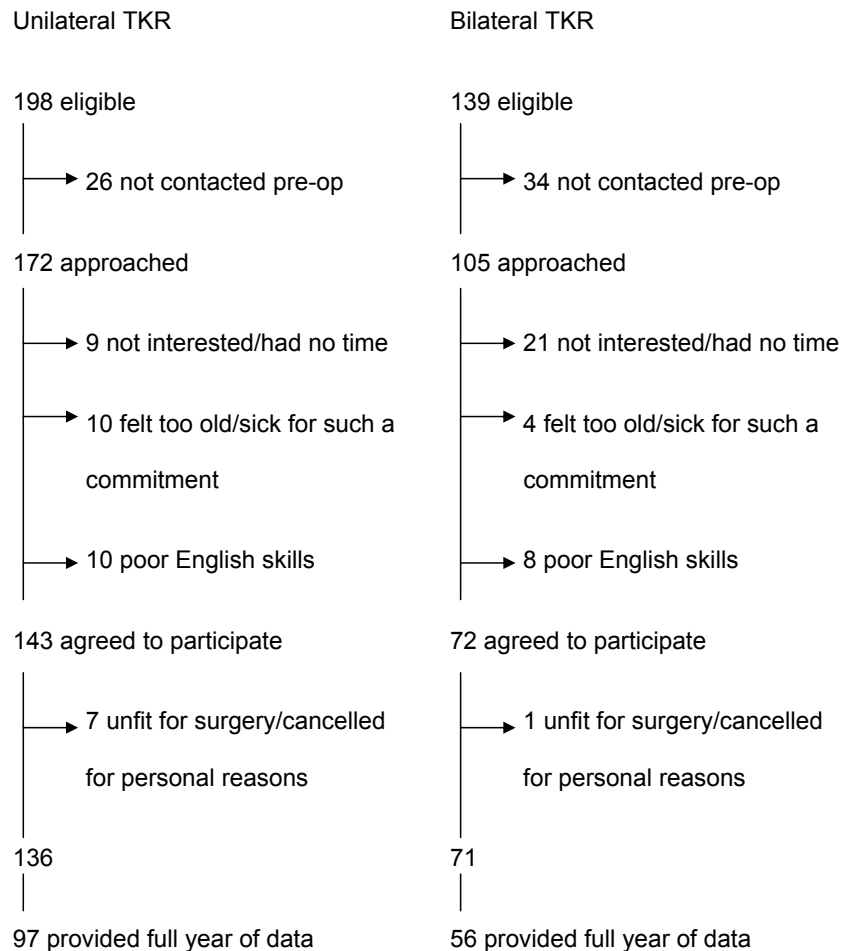 Unilateral TKR
198 eligible
26 not contacted pre-op
172 approached
9 not interested/had no time
10 felt too old/sick for such a
commitment
10 poor English skills
143 agreed to participate
7 unfit for surgery/cancelled
for personal reasons
136
97 provided full year of data
Bilateral TKR
139 eligible
34 not contacted pre-op
105 approached
21 not interested/had no time
4 felt too old/sick for such a
commitment
8 poor English skills
72 agreed to participate
1 unfit for surgery/cancelled
for personal reasons
71
56 provided full year of data